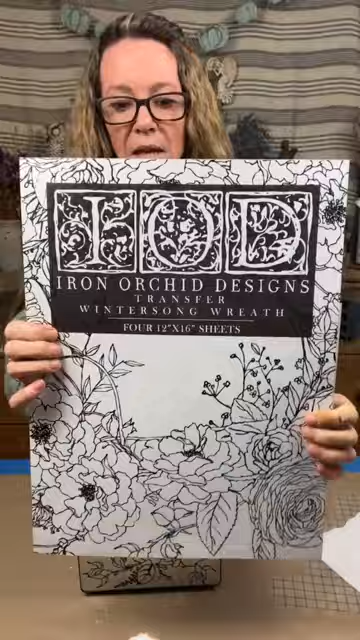 IOD
IRON ORCHID DESIGNS
TRANSFER
WINTERSONG WREATH
FOUR 12"X16" SHEETS